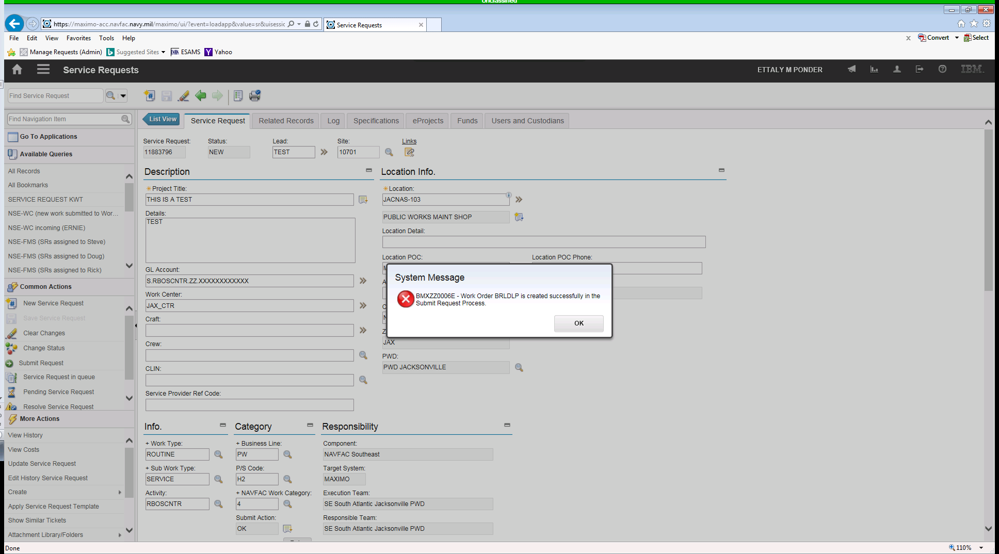 Unclassified
https://maximo-acc.navfac.navy.mil/maximo/ui/?event=loadapp&value=sr&uisessic
Service Requests
File Edit View Favorites Tools Help
Convert Select
Manage Requests (Admin) Suggested Sites ESAMS Yahoo
Service Requests
ETTALY M PONDER
IBM.
Find Service Request
Find Navigation Item
Go To Applications
Available Queries
All Records
All Bookmarks
SERVICE REQUEST KWT
NSE-WC (new work submitted to Wor...
NSE-WC incoming (ERNIE)
NSE-FMS (SRs assigned to Steve)
NSE-FMS (SRs assigned to Doug)
NSE-FMS (SRs assigned to Rick)
Common Actions
New Service Request
Save Service Request
Clear Changes
Change Status
Submit Request
Service Request in queue
Pending Service Request
Resolve Service Request
More Actions
View History
View Costs
Update Service Request
Edit History Service Request
Create
Apply Service Request Template
Show Similar Tickets
Attachment Library/Folders
List View Service Request Related Records Log Specifications eProjects Funds Users and Custodians
Service Request: Status: Lead: Site: Links
11883796 NEW TEST 10701
Description
Project Title:
THIS IS A TEST
Details:
TEST
GL Account:
S.RBOSCNTR.ZZ.XXXXXXXXXXXX
Work Center:
JAX_CTR
Craft:
Crew:
CLIN:
Service Provider Ref Code:
Location Info.
Location:
JACNAS-103
PUBLIC WORKS MAINT SHOP
Location Detail:
Location POC: Location POC Phone:
System Message
BMXZZ0006E - Work Order BRLDLP is created successfully in the
Submit Request Process.
OK
JAX
PWD:
PWD JACKSONVILLE
Info.
+ Work Type:
ROUTINE
+ Sub Work Type:
SERVICE
Activity:
RBOSCNTR
Category
+ Business Line:
PW
P/S Code:
H2
+ NAVFAC Work Category:
4
Submit Action:
OK
Responsibility
Component:
NAVFAC Southeast
Target System:
MAXIMO
Execution Team:
SE South Atlantic Jacksonville PWD
Responsible Team:
SE South Atlantic Jacksonville PWD
Done
110%